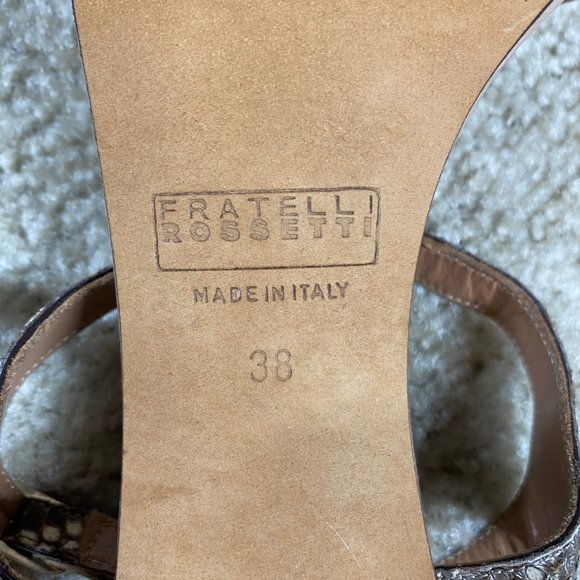 FRATELLI
ROSSETTI
MADE IN ITALY
38